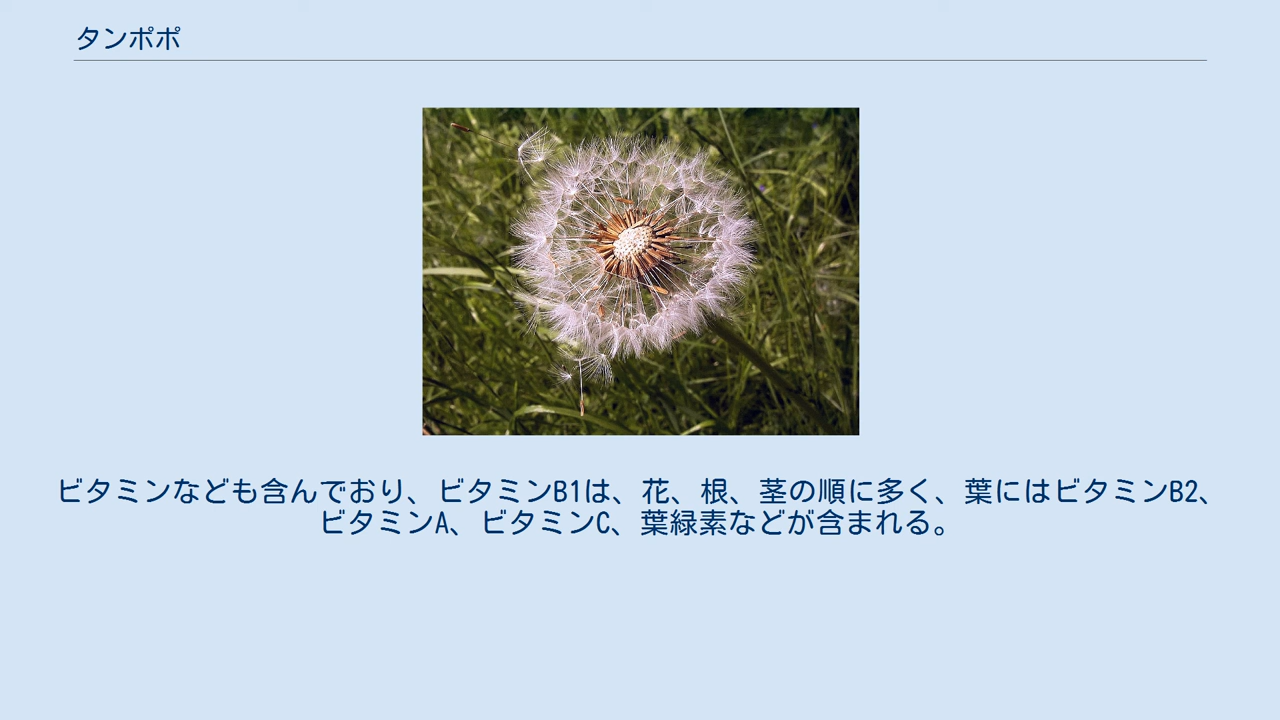 タンポポ
ビタミンなども含んでおり、ビタミンB1は、花、根、茎の順に多く、葉にはビタミンB2、
ビタミンA、ビタミンC、葉緑素などが含まれる。